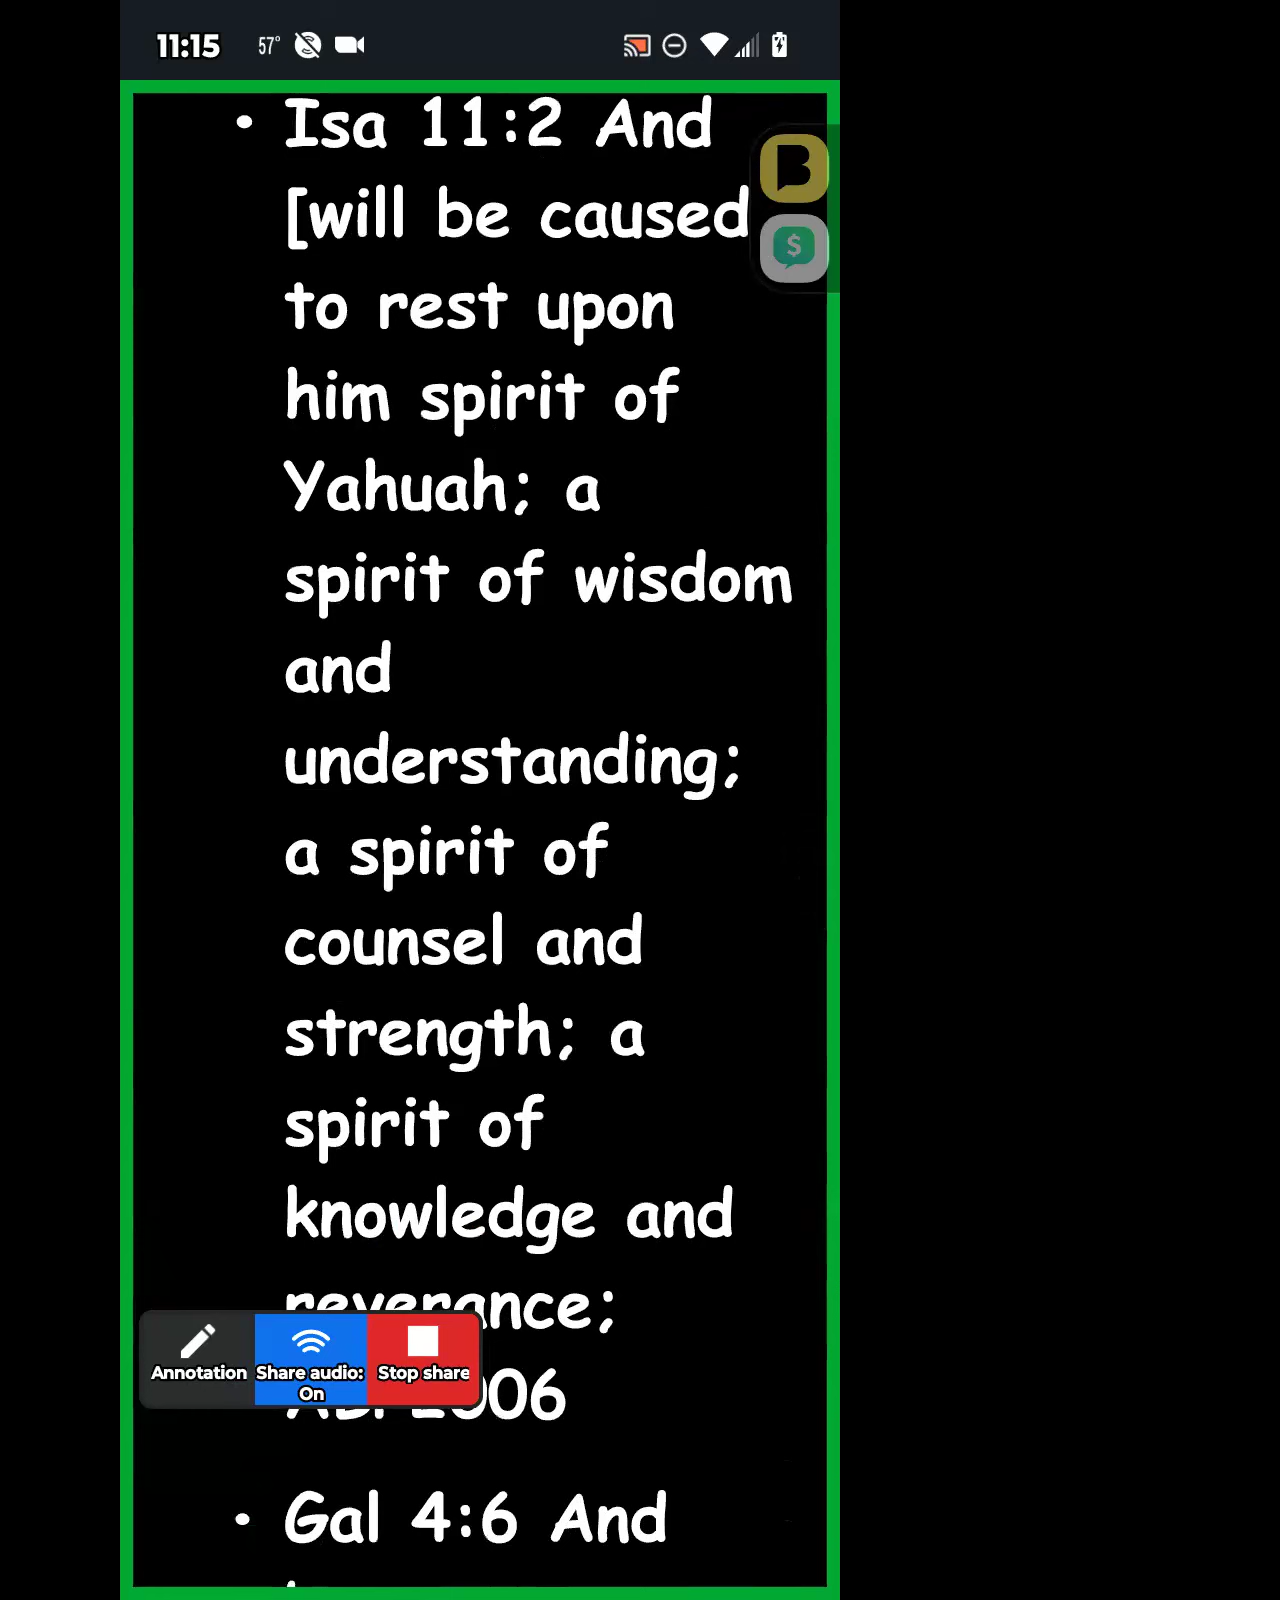 11:15 57°
• Isa 11:2 And
[will be caused
to rest upon
him spirit of
Yahuah; a
spirit of wisdom
and
understanding;
a spirit of
counsel and
strength; a
spirit of
knowledge and
reverance;
06
• Gal 4:6 And
B
$
Annotation
Share audio:
On
Stop share